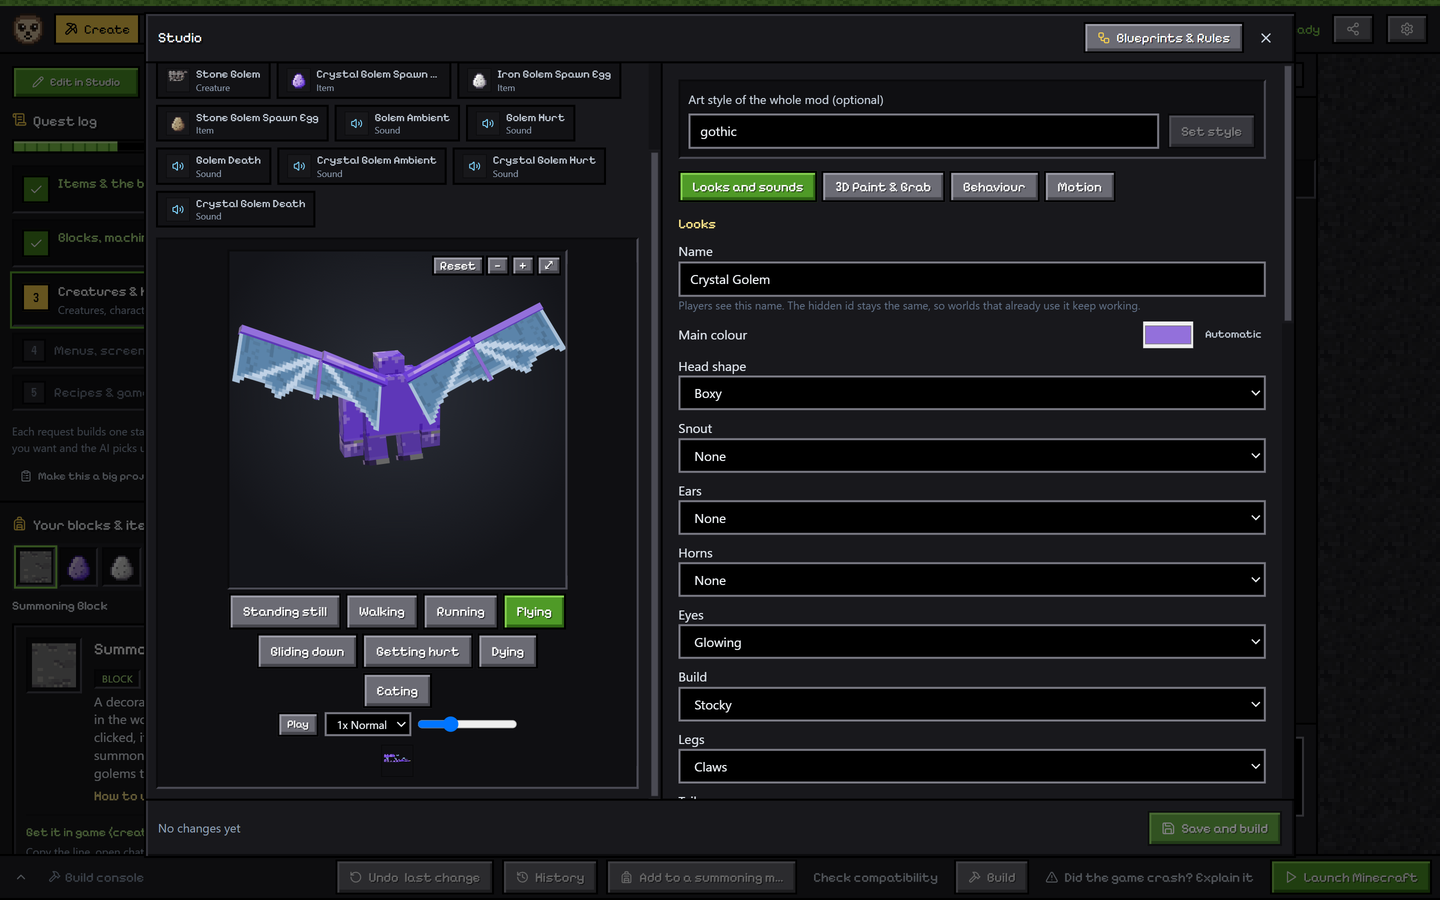 Create
Studio
Blueprints & Rules
ady
Edit in Studio
Quest log
Items & the b
Blocks, machin
3
Creatures &
Creatures, charact
4
Menus, screen
5
Recipes & game
Each request builds one sta
you want and the AI picks u
Make this a big proj
Your blocks & ite
Summoning Block
Summo
BLOCK
A decora
in the wo
clicked, i
summon
golems t
How to u
Get it in game (creat
Copy the line, open chat
Stone Golem
Creature
Crystal Golem Spawn ...
Item
Iron Golem Spawn Egg
Item
Stone Golem Spawn Egg
Item
Golem Ambient
Sound
Golem Hurt
Sound
Golem Death
Sound
Crystal Golem Ambient
Sound
Crystal Golem Hurt
Sound
Crystal Golem Death
Sound
Reset
-
+
Standing still
Walking
Running
Flying
Gliding down
Getting hurt
Dying
Eating
Play
1x Normal
Art style of the whole mod (optional)
gothic
Set style
Looks and sounds
3D Paint & Grab
Behaviour
Motion
Looks
Name
Crystal Golem
Players see this name. The hidden id stays the same, so worlds that already use it keep working.
Main colour
Automatic
Head shape
Boxy
Snout
None
Ears
None
Horns
None
Eyes
Glowing
Build
Stocky
Legs
Claws
No changes yet
Save and build
Build console
Undo last change
History
Add to a summoning m...
Check compatibility
Build
Did the game crash? Explain it
Launch Minecraft